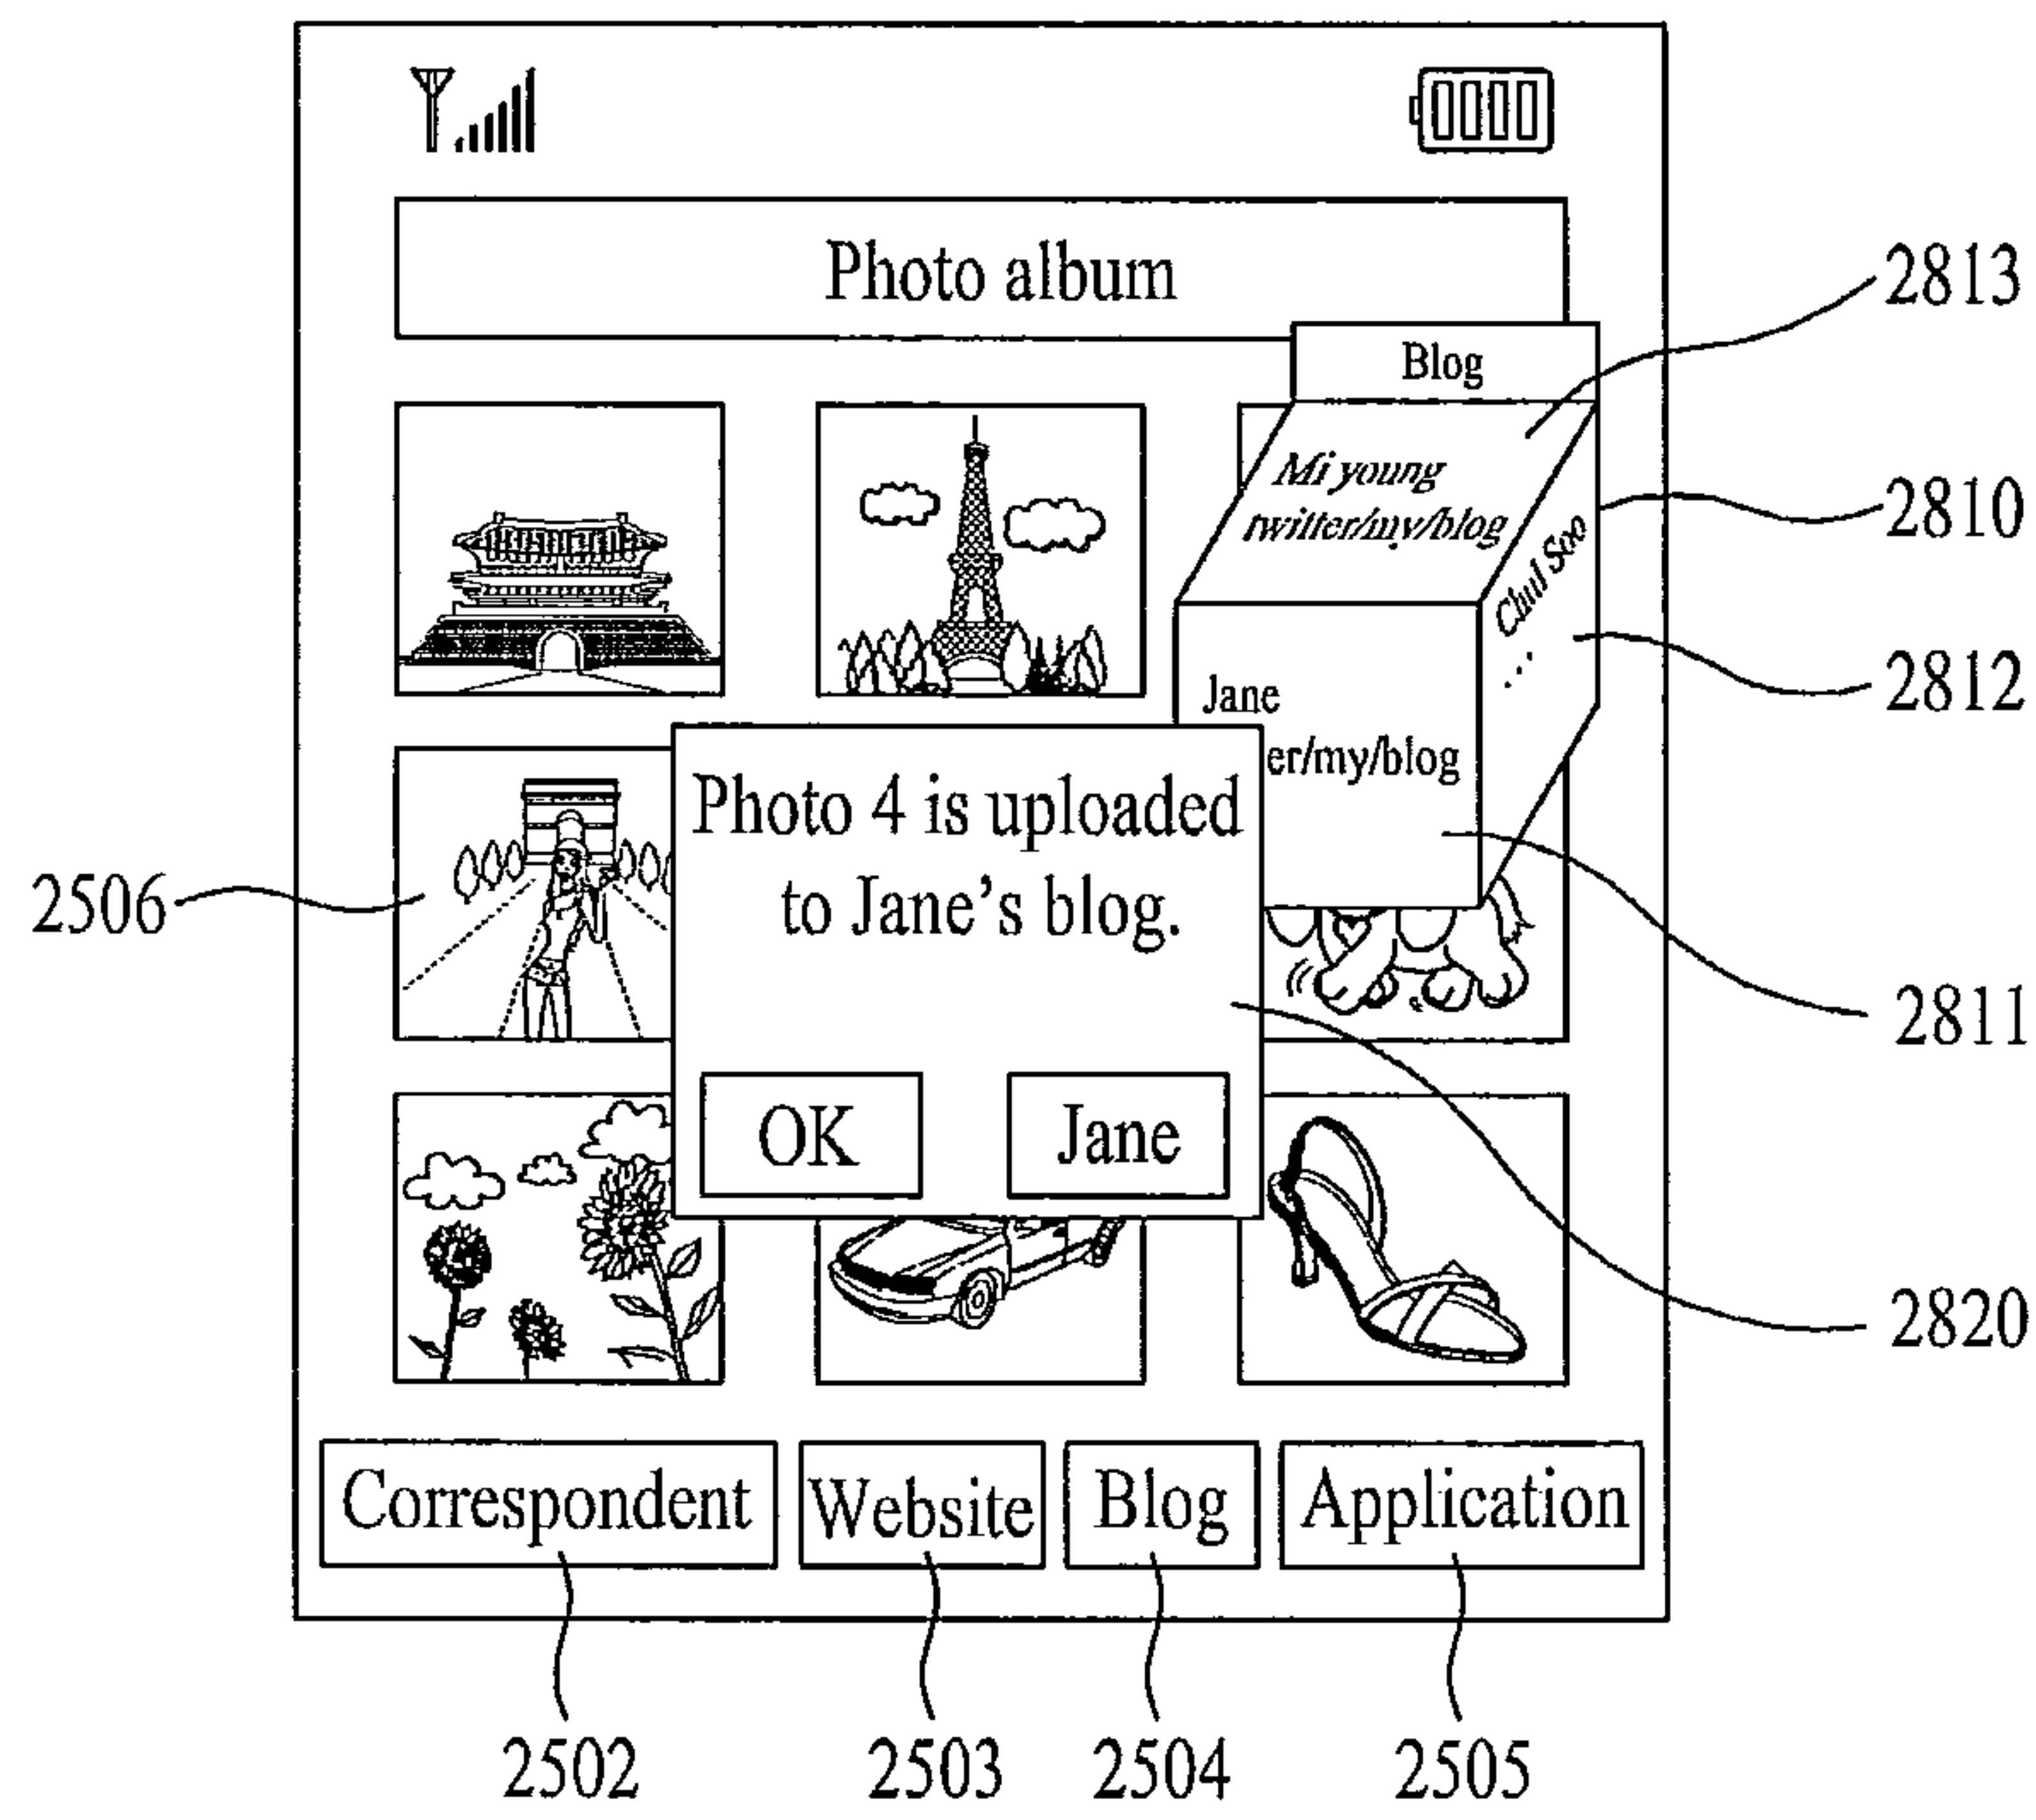 Photo album
2813
Blog
Mi young
twitter/my/blog
2810
Chul Soo
...
2812
Jane
er/my/blog
Photo 4 is uploaded
to Jane's blog.
2506
2811
OK
Jane
2820
Correspondent
Website
Blog
Application
2502
2503
2504
2505